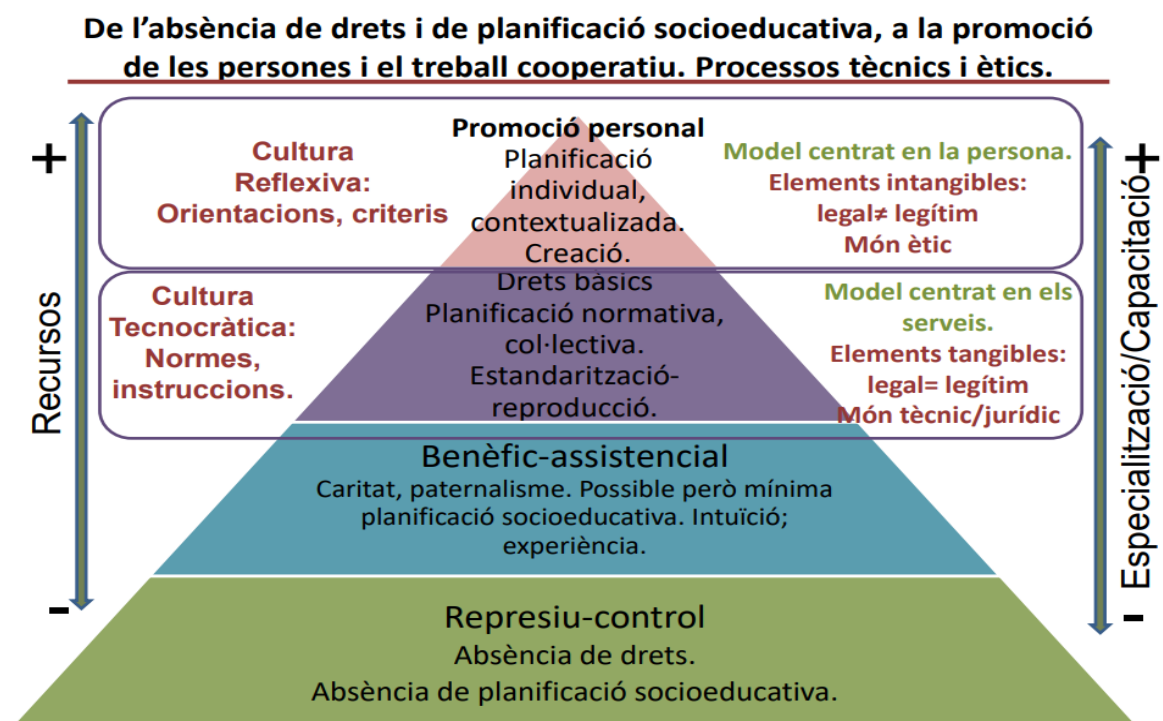 De l’absència de drets i de planificació socioeducativa, a la promoció
de les persones i el treball cooperatiu. Processos tècnics i ètics.
+
Recursos
-
Cultura
Reflexiva:
Orientacions, criteris
Promoció personal
Planificació
individual,
contextualizada.
Creació.
Model centrat en la persona.
Elements intangibles:
legal≠ legítim
Món ètic
Cultura
Tecnocràtica:
Normes,
instruccions.
Drets bàsics
Planificació normativa,
col·lectiva.
Estandarització-
reproducció.
Model centrat en els
serveis.
Elements tangibles:
legal= legítim
Món tècnic/jurídic
Benèfic-assistencial
Caritat, paternalisme. Possible però mínima
planificació socioeducativa. Intuïció;
experiència.
Represiu-control
Absència de drets.
Absència de planificació socioeducativa.
+
Especialització/Capacitació
-